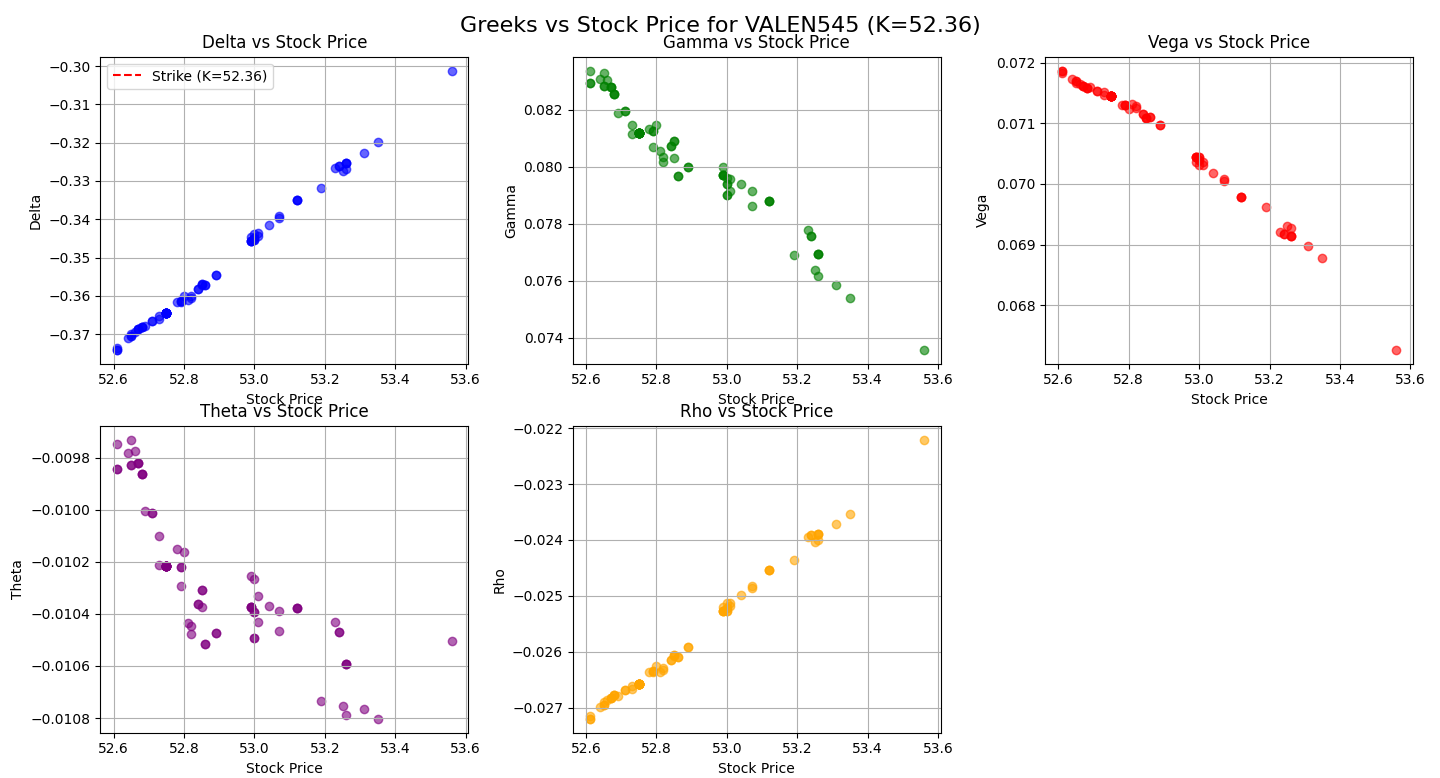 Greeks vs Stock Price for VALEN545 (K=52.36)
Delta vs Stock Price
Strike (K=52.36)
−0.30
−0.31
−0.32
−0.33
−0.34
−0.35
−0.36
−0.37
Delta
52.6 52.8 53.0 53.2 53.4 53.6
Stock Price
Gamma vs Stock Price
0.082
0.080
0.078
0.076
0.074
Gamma
52.6 52.8 53.0 53.2 53.4 53.6
Stock Price
Vega vs Stock Price
0.072
0.071
0.070
0.069
0.068
Vega
52.6 52.8 53.0 53.2 53.4 53.6
Stock Price
Theta vs Stock Price
−0.0098
−0.0100
−0.0102
−0.0104
−0.0106
−0.0108
Theta
52.6 52.8 53.0 53.2 53.4 53.6
Stock Price
Rho vs Stock Price
−0.022
−0.023
−0.024
−0.025
−0.026
−0.027
Rho
52.6 52.8 53.0 53.2 53.4 53.6
Stock Price